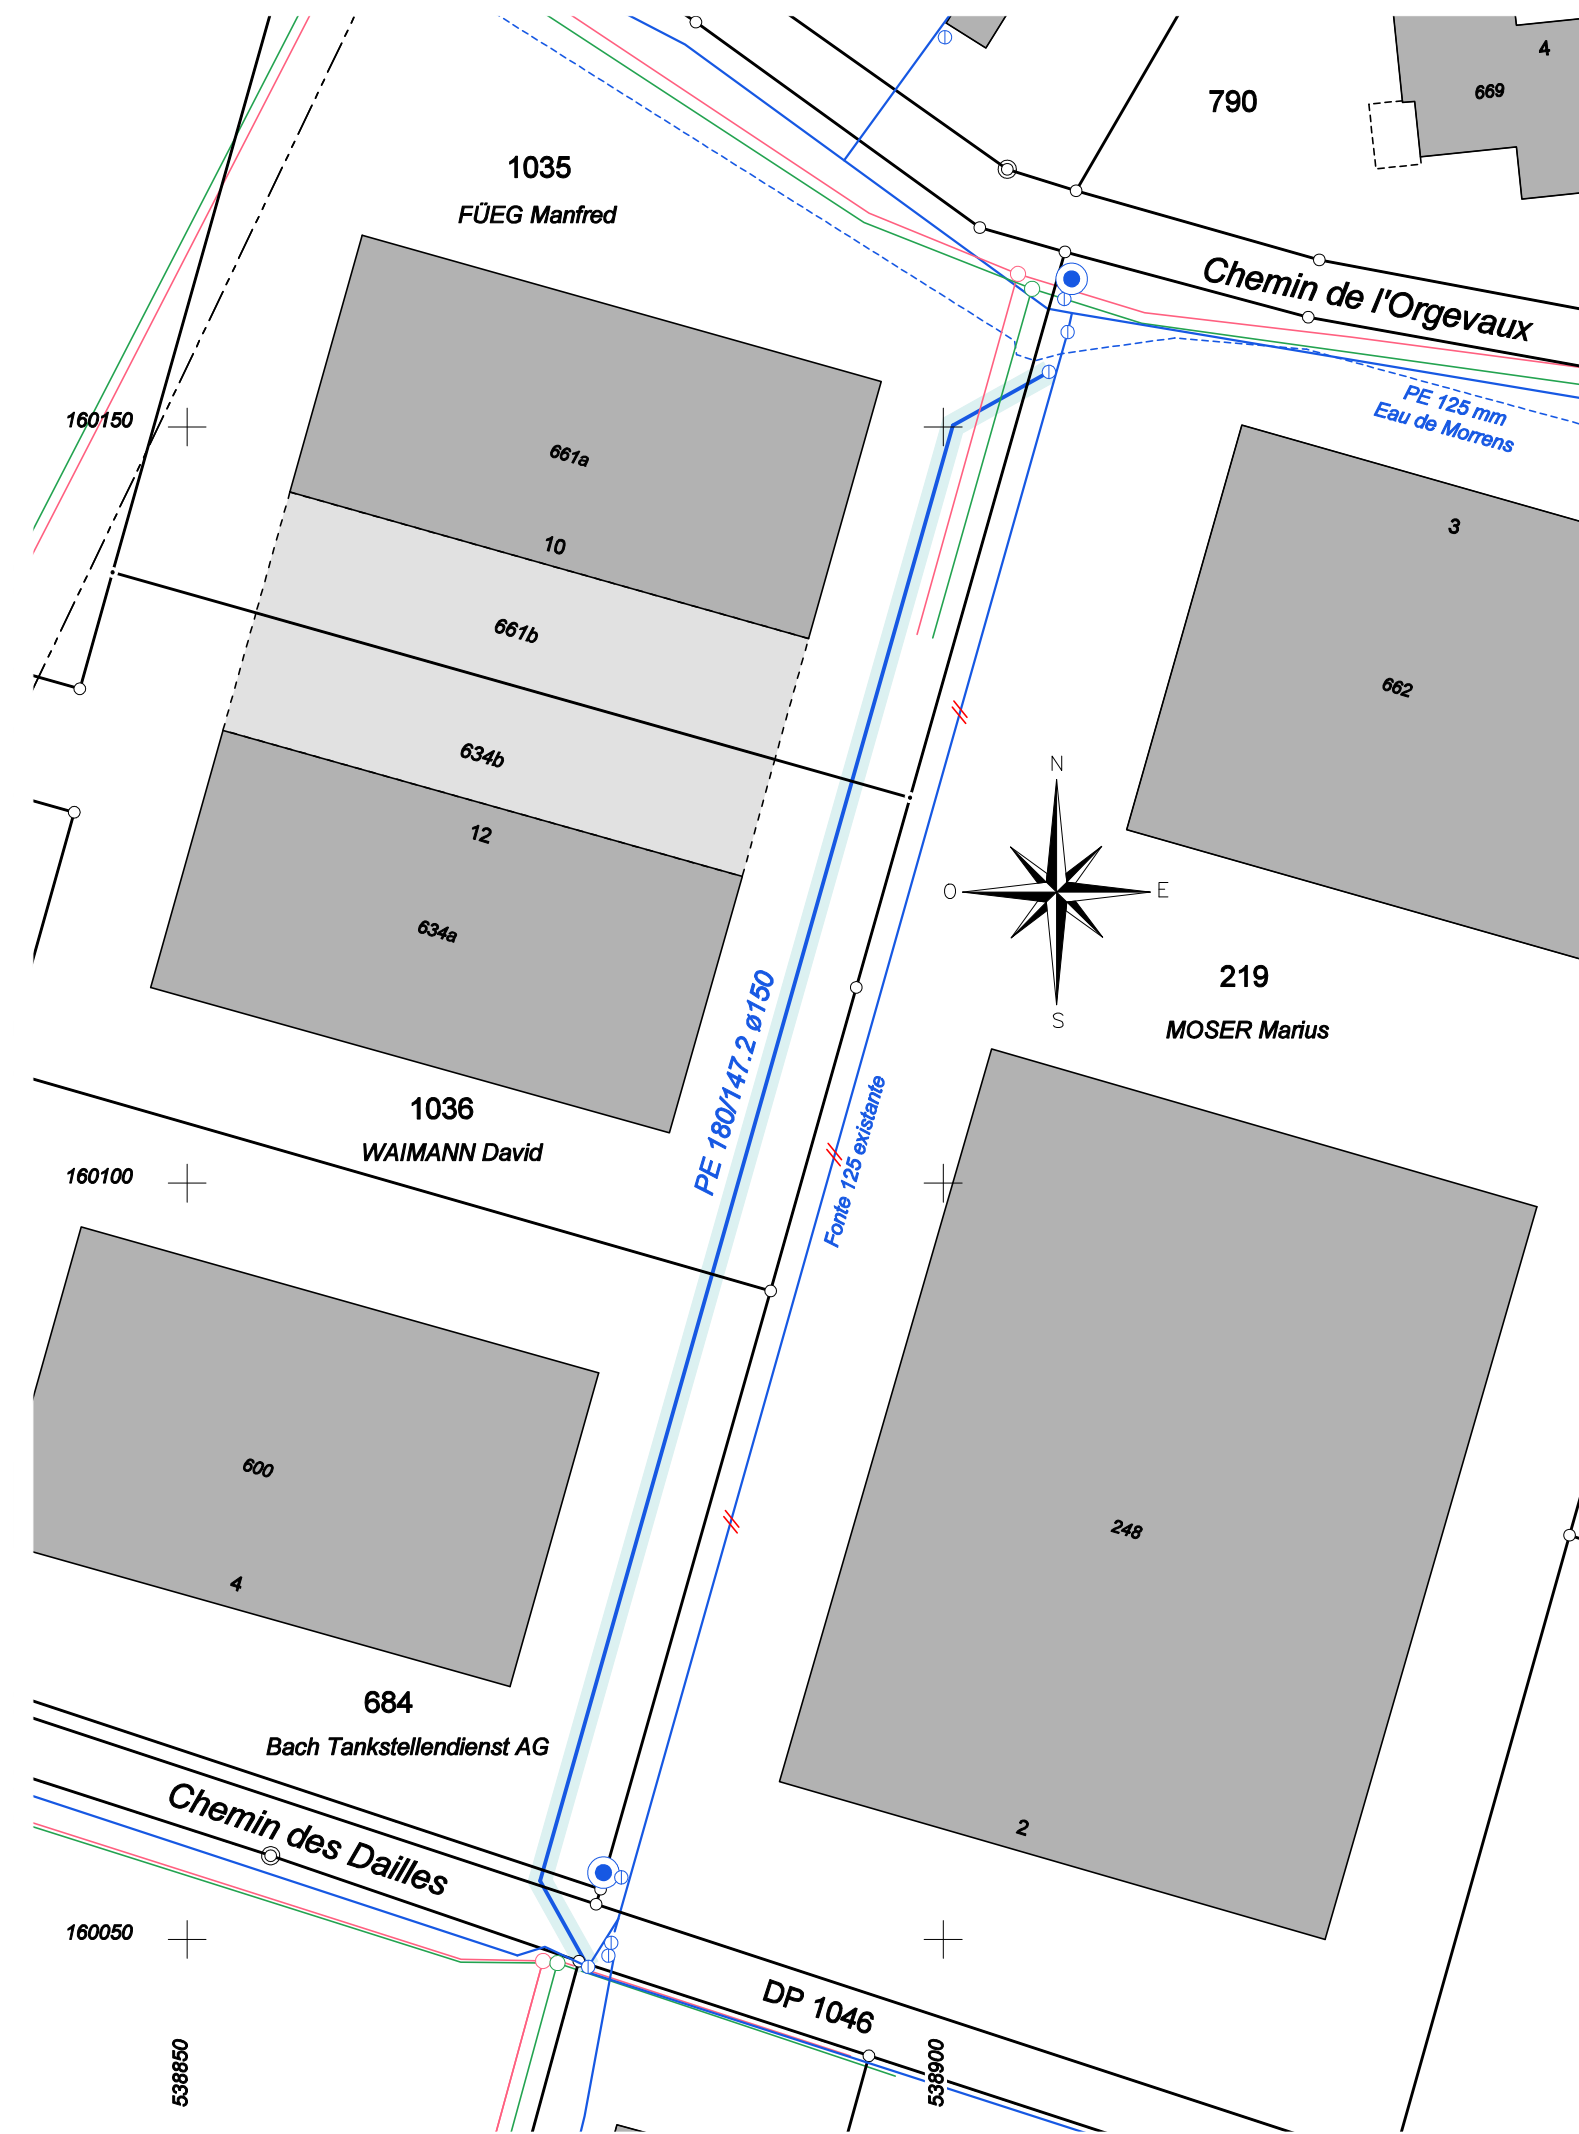 4
669
790
1035
FÜEG Manfred
Chemin de l'Orgevaux
PE 125 mm
Eau de Morrens
160150
661a
3
10
661b
662
634b
N
12
O
E
634a
S
219
MOSER Marius
PE 180/147.2 ø150
Fonte 125 existante
1036
WAIMANN David
160100
600
248
4
684
Bach Tankstellendienst AG
Chemin des Dailles
2
160050
DP 1046
538850
538900